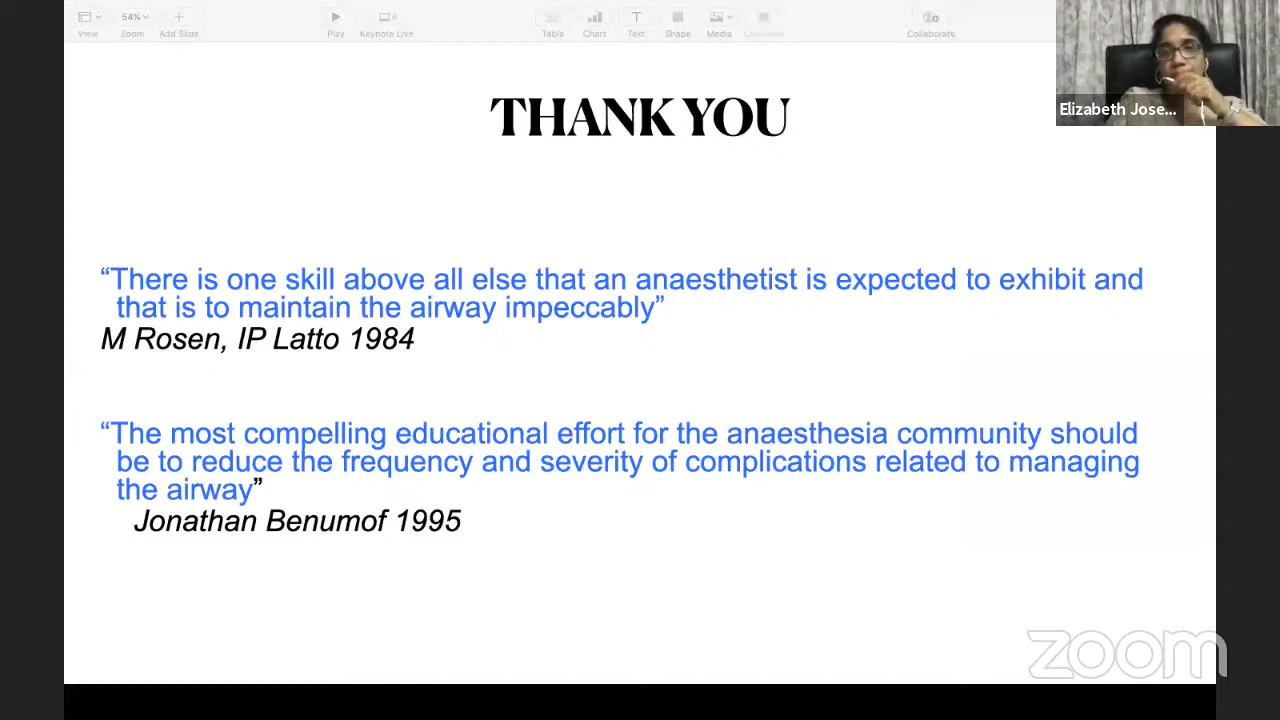 54%
View
Zoom
Add Slide
Play
Keynote Live
Table
Chart
Text
Shape
Media
Comment
Collaborate
Elizabeth Jose...
THANK YOU
“There is one skill above all else that an anaesthetist is expected to exhibit and
that is to maintain the airway impeccably”
M Rosen, IP Latto 1984
“The most compelling educational effort for the anaesthesia community should
be to reduce the frequency and severity of complications related to managing
the airway”
Jonathan Benumof 1995
zoom